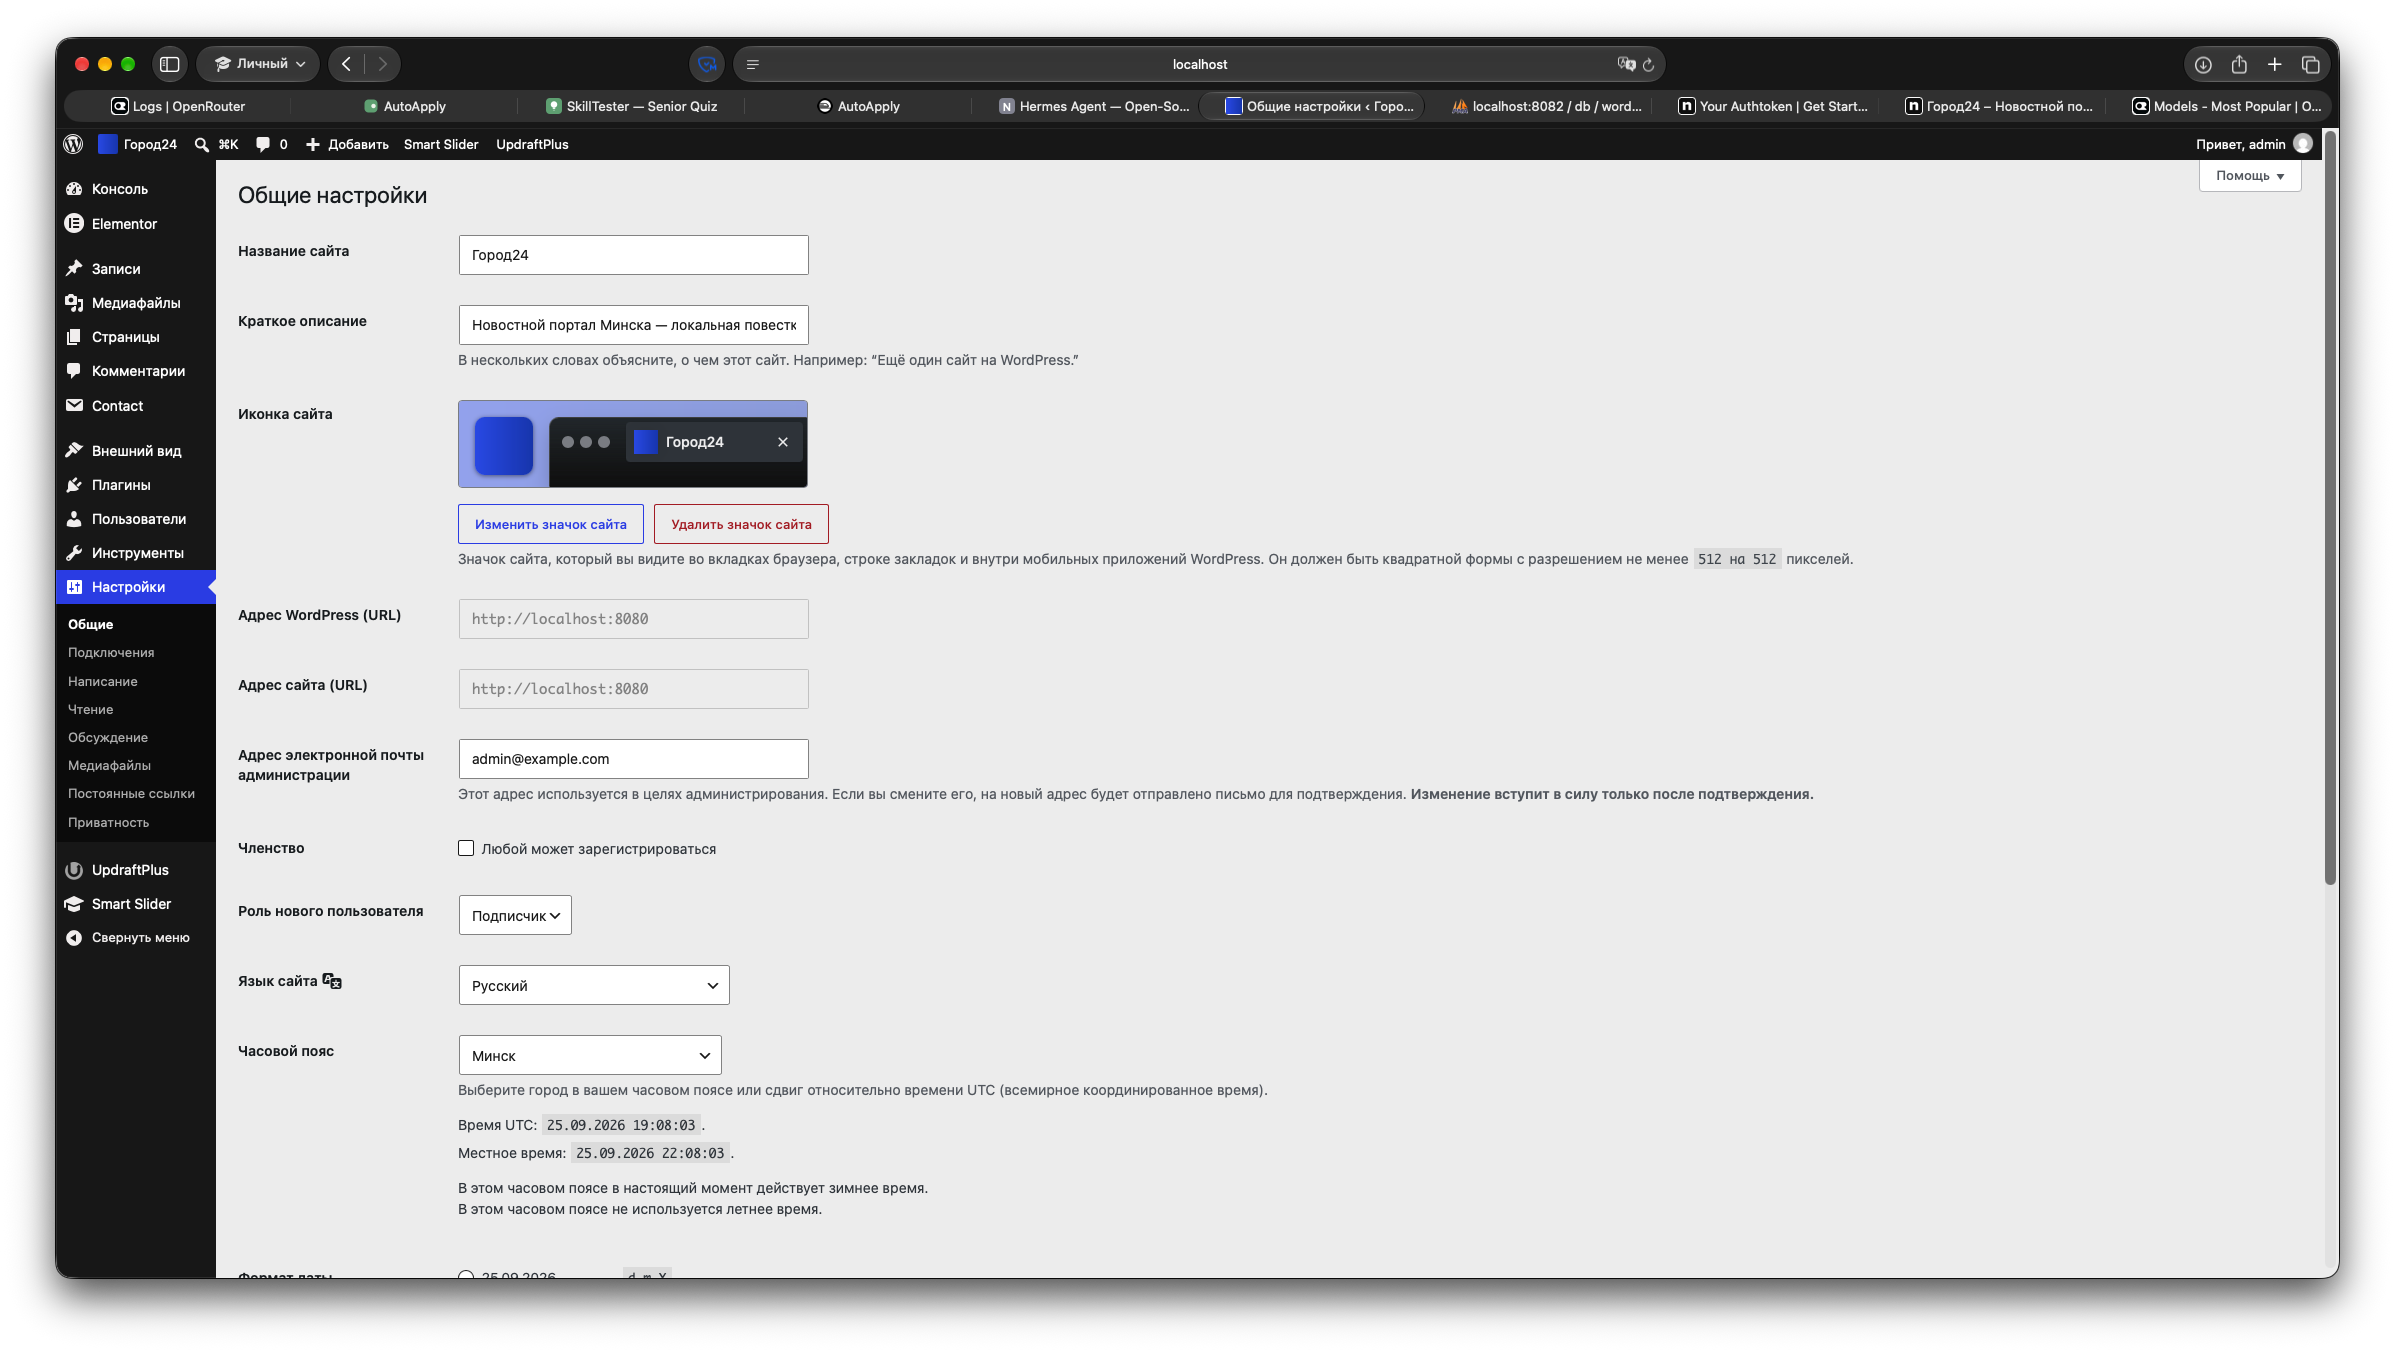 Личный
localhost
Logs | OpenRouter
AutoApply
SkillTester — Senior Quiz
AutoApply
Hermes Agent — Open-So...
Общие настройки ‹ Горо...
localhost:8082 / db / word...
Your Authtoken | Get Start...
Город24 – Новостной по...
Models - Most Popular | O...
Город24
⌘K
0
Добавить
Smart Slider
UpdraftPlus
Привет, admin
Помощь
Консоль
Elementor
Записи
Медиафайлы
Страницы
Комментарии
Contact
Внешний вид
Плагины
Пользователи
Инструменты
Настройки
Общие
Подключения
Написание
Чтение
Обсуждение
Медиафайлы
Постоянные ссылки
Приватность
UpdraftPlus
Smart Slider
Свернуть меню
Общие настройки
Название сайта
Город24
Краткое описание
Новостной портал Минска — локальная повестк
В нескольких словах объясните, о чем этот сайт. Например: “Ещё один сайт на WordPress.”
Иконка сайта
Город24
Изменить значок сайта
Удалить значок сайта
Значок сайта, который вы видите во вкладках браузера, строке закладок и внутри мобильных приложений WordPress. Он должен быть квадратной формы с разрешением не менее 512 на 512 пикселей.
Адрес WordPress (URL)
http://localhost:8080
Адрес сайта (URL)
http://localhost:8080
Адрес электронной почты
администрации
admin@example.com
Этот адрес используется в целях администрирования. Если вы смените его, на новый адрес будет отправлено письмо для подтверждения. Изменение вступит в силу только после подтверждения.
Членство
Любой может зарегистрироваться
Роль нового пользователя
Подписчик
Язык сайта
Русский
Часовой пояс
Минск
Выберите город в вашем часовом поясе или сдвиг относительно времени UTC (всемирное координированное время).
Время UTC: 25.09.2026 19:08:03.
Местное время: 25.09.2026 22:08:03.
В этом часовом поясе в настоящий момент действует зимнее время.
В этом часовом поясе не используется летнее время.
Формат даты
25.09.2026
d.m.Y